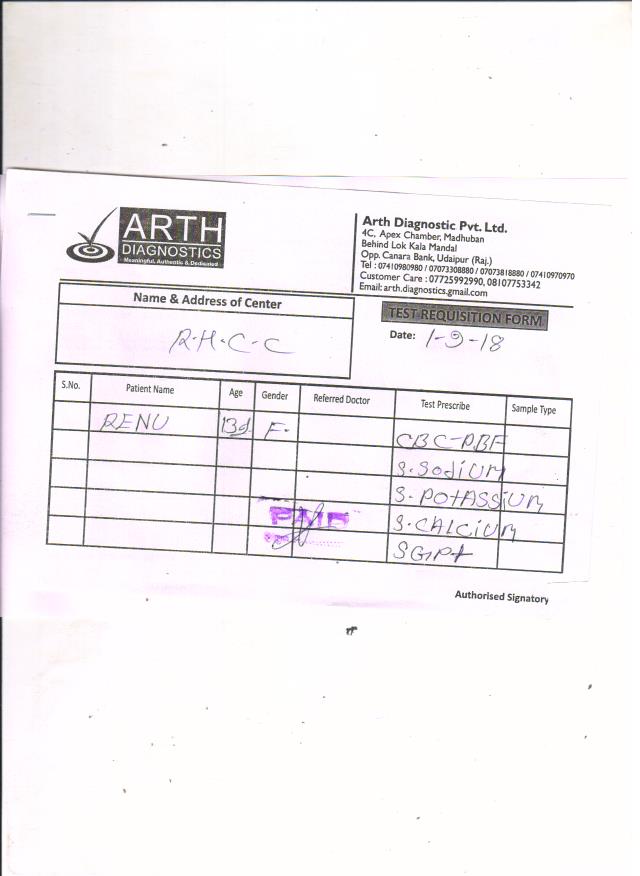 ARTH
DIAGNOSTICS
Meaningful, Authentic & Dedicated
Arth Diagnostic Pvt. Ltd.
4C, Apex Chamber, Madhuban
Behind Lok Kala Mandal
Opp. Canara Bank, Udaipur (Raj.)
Tel : 07410980980 / 07073308880 / 07073818880 / 07410970970
Customer Care : 07725992990, 08107753342
Email: arth.diagnostics.gmail.com
Name & Address of Center
R-H-C-C
TEST REQUISITION FORM
Date: 1-9-18
S.No. Patient Name Age Gender Referred Doctor Test Prescribe Sample Type
RENU 13d F. CBC-PBF
S.SODIUM
S.POTASSIUM
S.CALCIUM
SGPT
Authorised Signatory